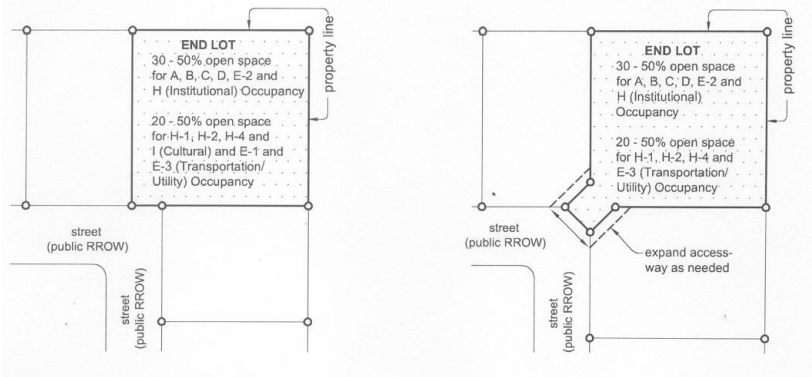 END LOT
30 - 50% open space
for A, B, C, D, E-2 and
H (Institutional) Occupancy
20 - 50% open space
for H-1, H-2, H-4 and
I (Cultural) and E-1 and
E-3 (Transportation/
Utility) Occupancy
property line
street
(public RROW)
street
(public RROW)
END LOT
30 - 50% open space
for A, B, C, D, E-2 and
H (Institutional)
Occupancy
20 - 50% open space
for H-1, H-2, H-4 and
E-3 (Transportation/
Utility) Occupancy
property line
street
(public RROW)
expand access-
way as needed
street
(public RROW)